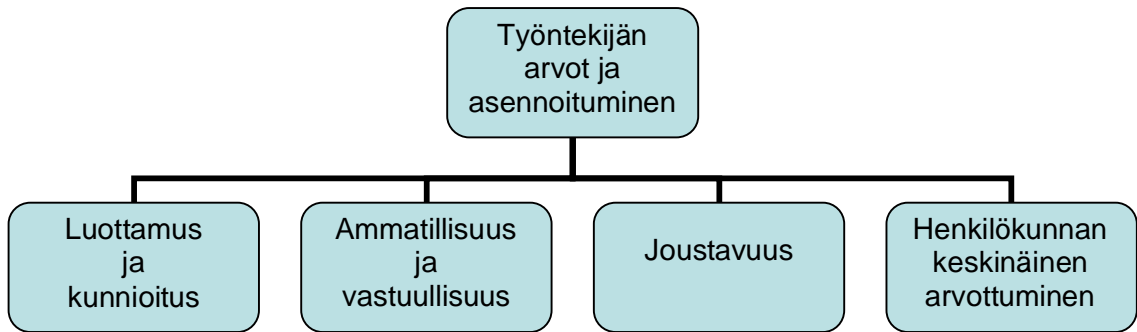 Työntekijän
arvot ja
asennoituminen
Luottamus
ja
kunnioitus
Ammatillisuus
ja
vastuullisuus
Joustavuus
Henkilökunnan
keskinäinen
arvottuminen